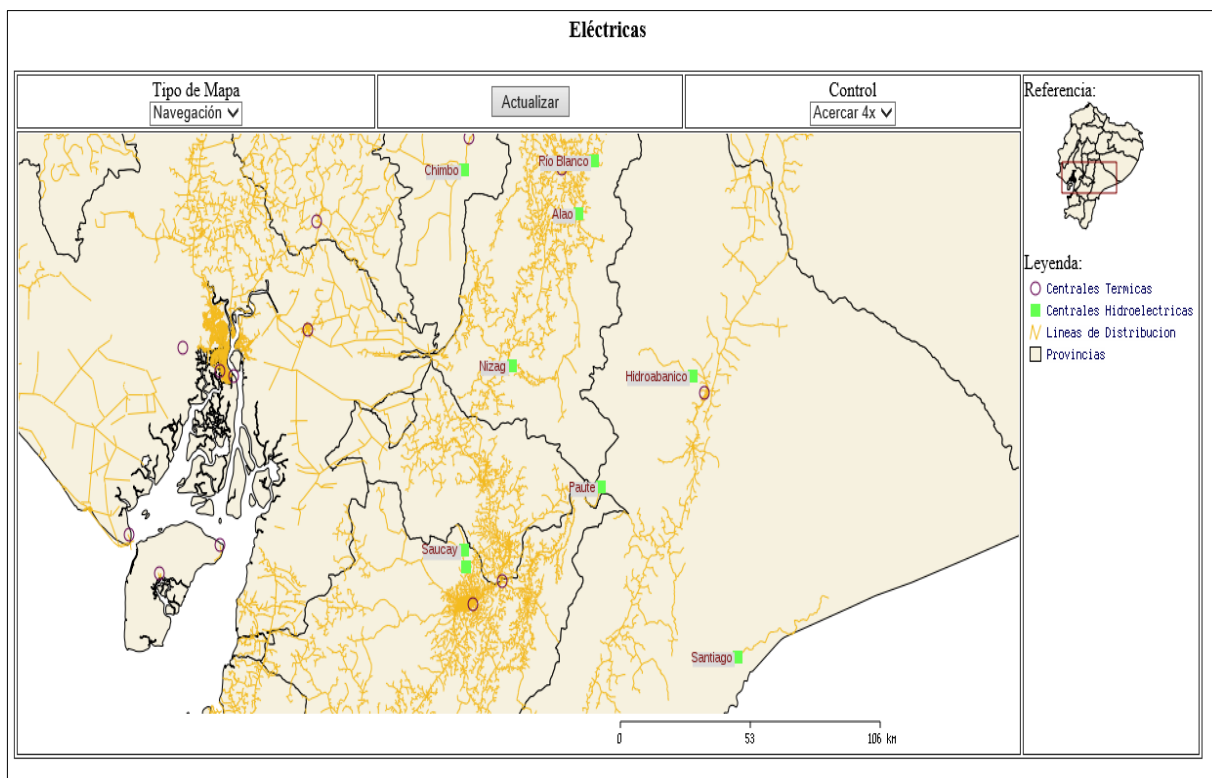 Eléctricas
Tipo de Mapa
Navegación
Actualizar
Control
Acercar 4x
Referencia:
Leyenda:
Centrales Termicas
Centrales Hidroelectricas
Lineas de Distribucion
Provincias
Chimbo
Río Blanco
Alao
Nizag
Hidroabanico
Paute
Saucay
Santiago
0 53 106 km